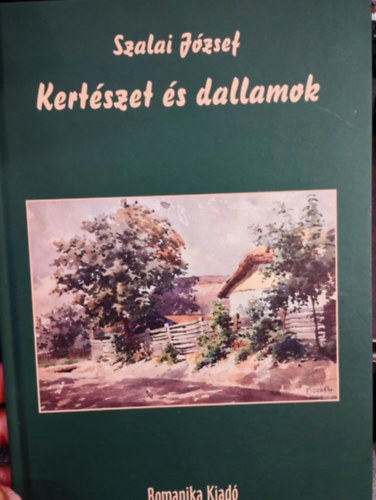 Szalai József
Kertészet és dallamok
Romanika Kiadó